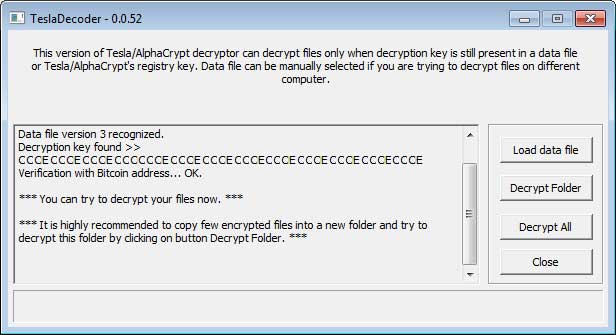 TeslaDecoder - 0.0.52
This version of Tesla/AlphaCrypt decryptor can decrypt files only when decryption key is still present in a data file
or Tesla/AlphaCrypt's registry key. Data file can be manually selected if you are trying to decrypt files on different
computer.
Data file version 3 recognized.
Decryption key found >>
CCCECCCECCCECCCCCCECCCECCCECCCECCCECCCECCCECCCECCCECCCE
Verification with Bitcoin address... OK.
*** You can try to decrypt your files now. ***
*** It is highly recommended to copy few encrypted files into a new folder and try to
decrypt this folder by clicking on button Decrypt Folder. ***
Load data file
Decrypt Folder
Decrypt All
Close